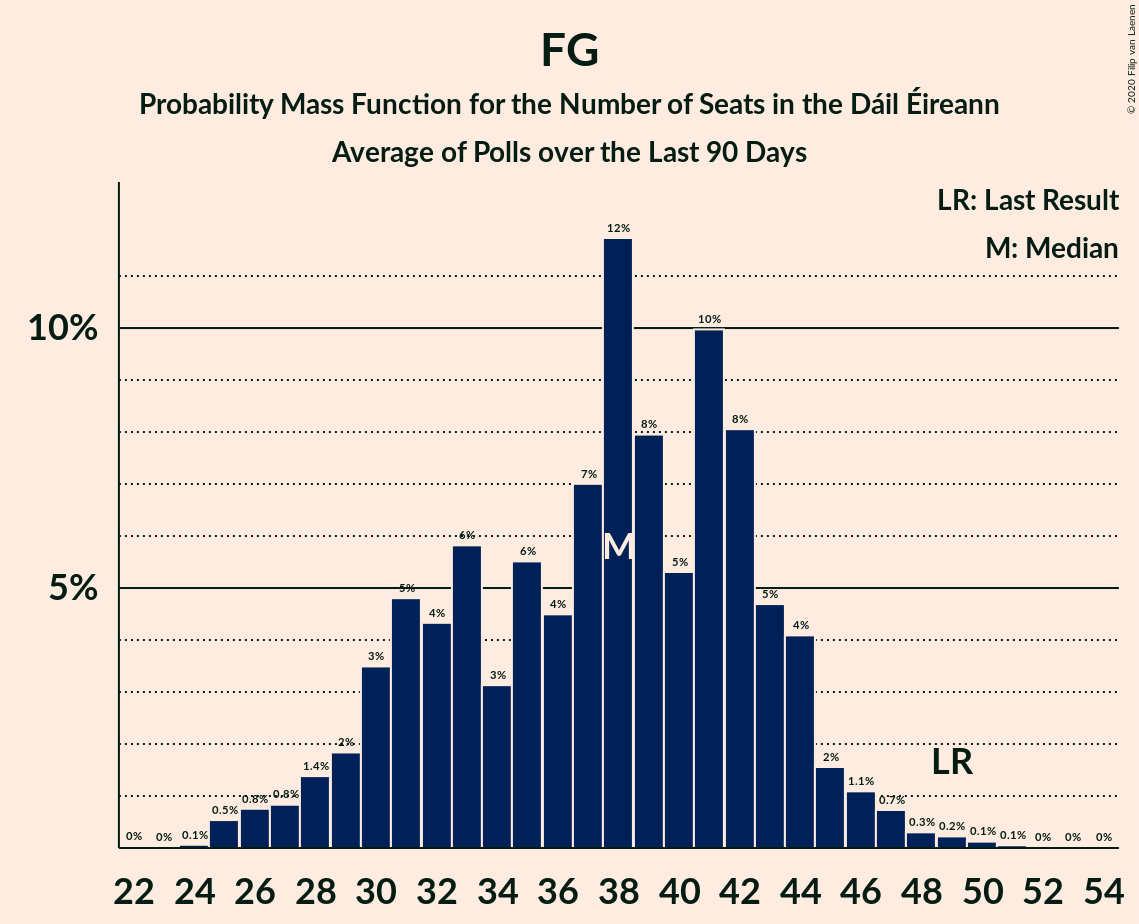 FG
Probability Mass Function for the Number of Seats in the Dáil Éireann
Average of Polls over the Last 90 Days
© 2020 Filip van Laenen
LR: Last Result
M: Median
10%
5%
0% 0% 0.1% 0.5% 0.8% 0.8% 1.4% 2% 3% 5% 4% 6% 3% 6% 4% 7% 12% 8% 5% 10% 8% 5% 4% 2% 1.1% 0.7% 0.3% 0.2% 0.1% 0.1% 0% 0% 0%
M
LR
22 24 26 28 30 32 34 36 38 40 42 44 46 48 50 52 54